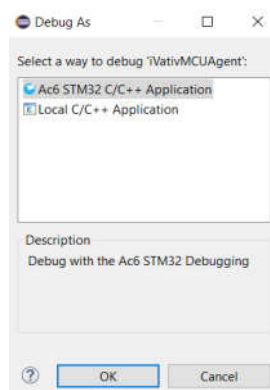 Debug As
Select a way to debug 'iVativMCUAgent':
Ac6 STM32 C/C++ Application
Local C/C++ Application
Description
Debug with the Ac6 STM32 Debugging
OK
Cancel